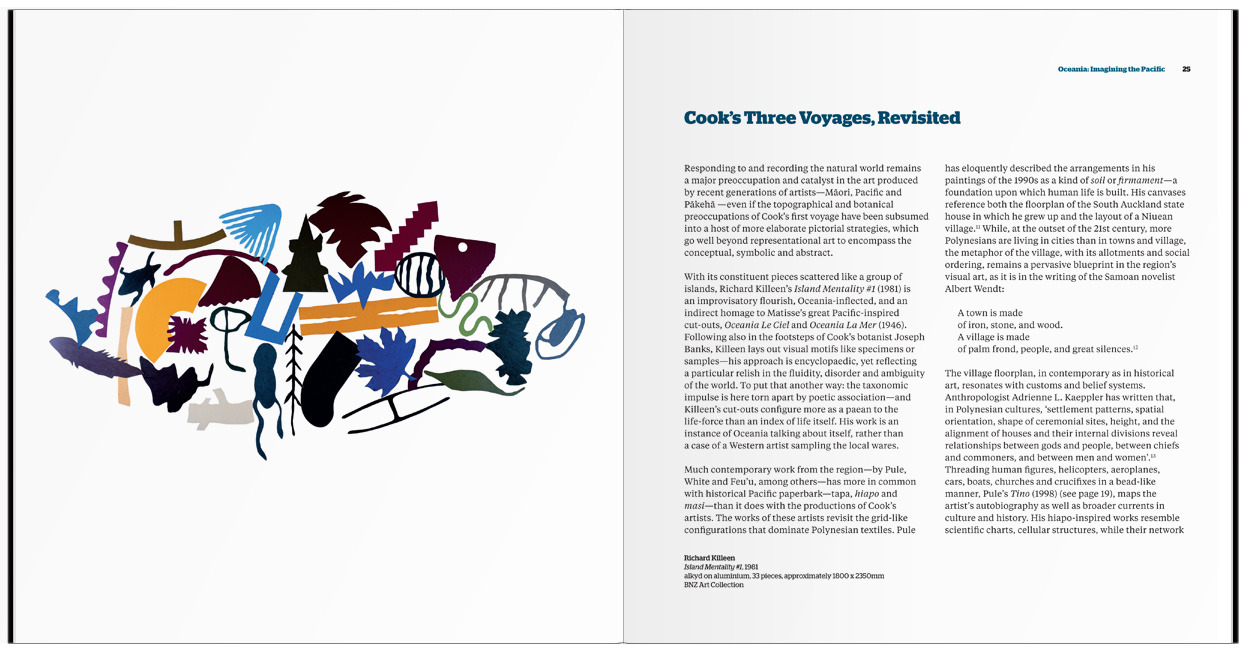 Oceania: Imagining the Pacific 25
Cook's Three Voyages, Revisited
Responding to and recording the natural world remains
a major preoccupation and catalyst in the art produced
by recent generations of artists—Māori, Pacific and
Pākehā —even if the topographical and botanical
preoccupations of Cook's first voyage have been subsumed
into a host of more elaborate pictorial strategies, which
go well beyond representational art to encompass the
conceptual, symbolic and abstract.
With its constituent pieces scattered like a group of
islands, Richard Killeen's Island Mentality #1 (1981) is
an improvisatory flourish, Oceania-inflected, and an
indirect homage to Matisse's great Pacific-inspired
cut-outs, Oceania Le Ciel and Oceania La Mer (1946).
Following also in the footsteps of Cook's botanist Joseph
Banks, Killeen lays out visual motifs like specimens or
samples—his approach is encyclopaedic, yet reflecting
a particular relish in the fluidity, disorder and ambiguity
of the world. To put that another way: the taxonomic
impulse is here torn apart by poetic association—and
Killeen's cut-outs configure more as a paean to the
life-force than an index of life itself. His work is an
instance of Oceania talking about itself, rather than
a case of a Western artist sampling the local wares.
Much contemporary work from the region—by Pule,
White and Feu'u, among others—has more in common
with historical Pacific paperbark—tapa, hiapo and
masi—than it does with the productions of Cook's
artists. The works of these artists revisit the grid-like
configurations that dominate Polynesian textiles. Pule
has eloquently described the arrangements in his
paintings of the 1990s as a kind of soil or firmament—a
foundation upon which human life is built. His canvases
reference both the floorplan of the South Auckland state
house in which he grew up and the layout of a Niuean
village.¹¹ While, at the outset of the 21st century, more
Polynesians are living in cities than in towns and village,
the metaphor of the village, with its allotments and social
ordering, remains a pervasive blueprint in the region's
visual art, as it is in the writing of the Samoan novelist
Albert Wendt:
A town is made
of iron, stone, and wood.
A village is made
of palm frond, people, and great silences.¹²
The village floorplan, in contemporary as in historical
art, resonates with customs and belief systems.
Anthropologist Adrienne L. Kaeppler has written that,
in Polynesian cultures, 'settlement patterns, spatial
orientation, shape of ceremonial sites, height, and the
alignment of houses and their internal divisions reveal
relationships between gods and people, between chiefs
and commoners, and between men and women'.¹³
Threading human figures, helicopters, aeroplanes,
cars, boats, churches and crucifixes in a bead-like
manner, Pule's Tino (1998) (see page 19), maps the
artist's autobiography as well as broader currents in
culture and history. His hiapo-inspired works resemble
scientific charts, cellular structures, while their network
Richard Killeen
Island Mentality #1, 1981
alkyd on aluminium, 33 pieces, approximately 1800 x 2350mm
BNZ Art Collection